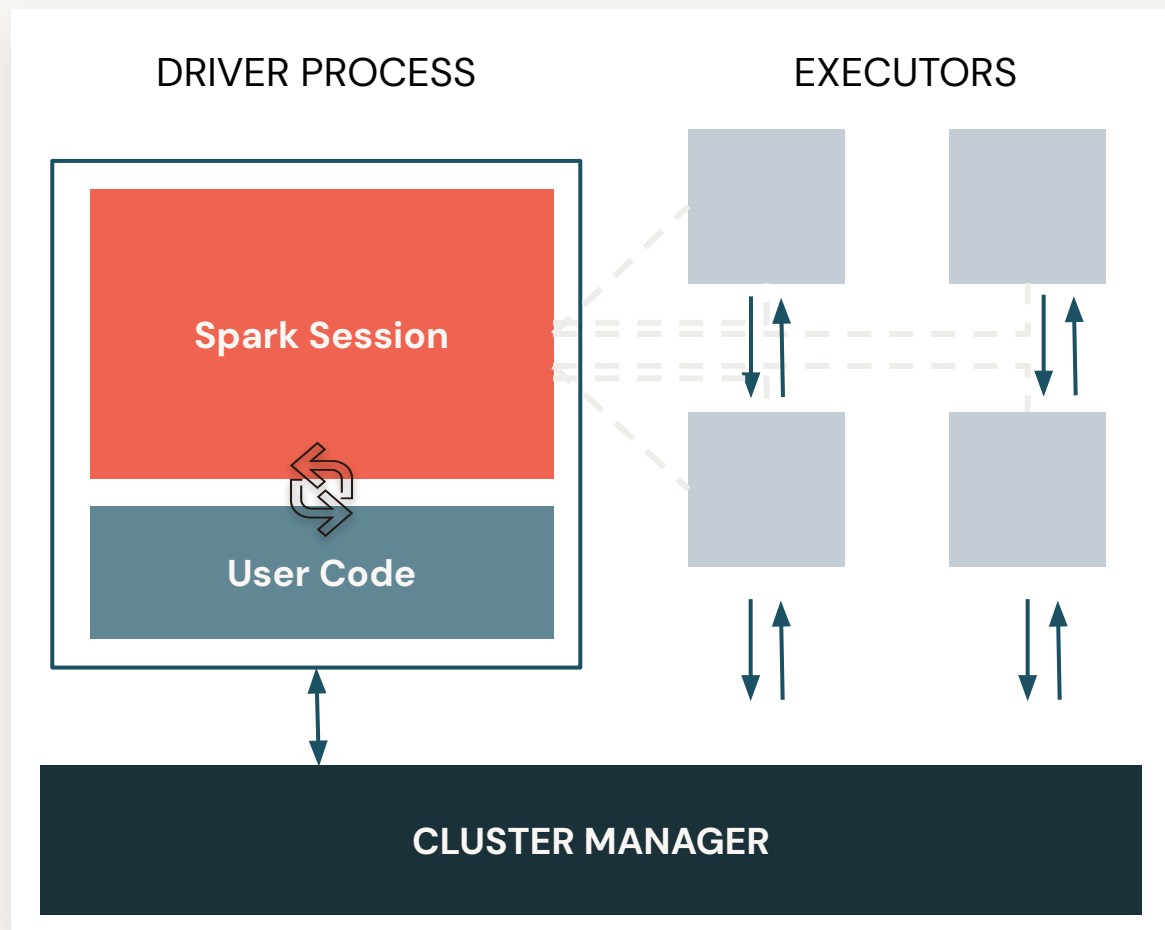 DRIVER PROCESS
EXECUTORS
Spark Session
User Code
CLUSTER MANAGER